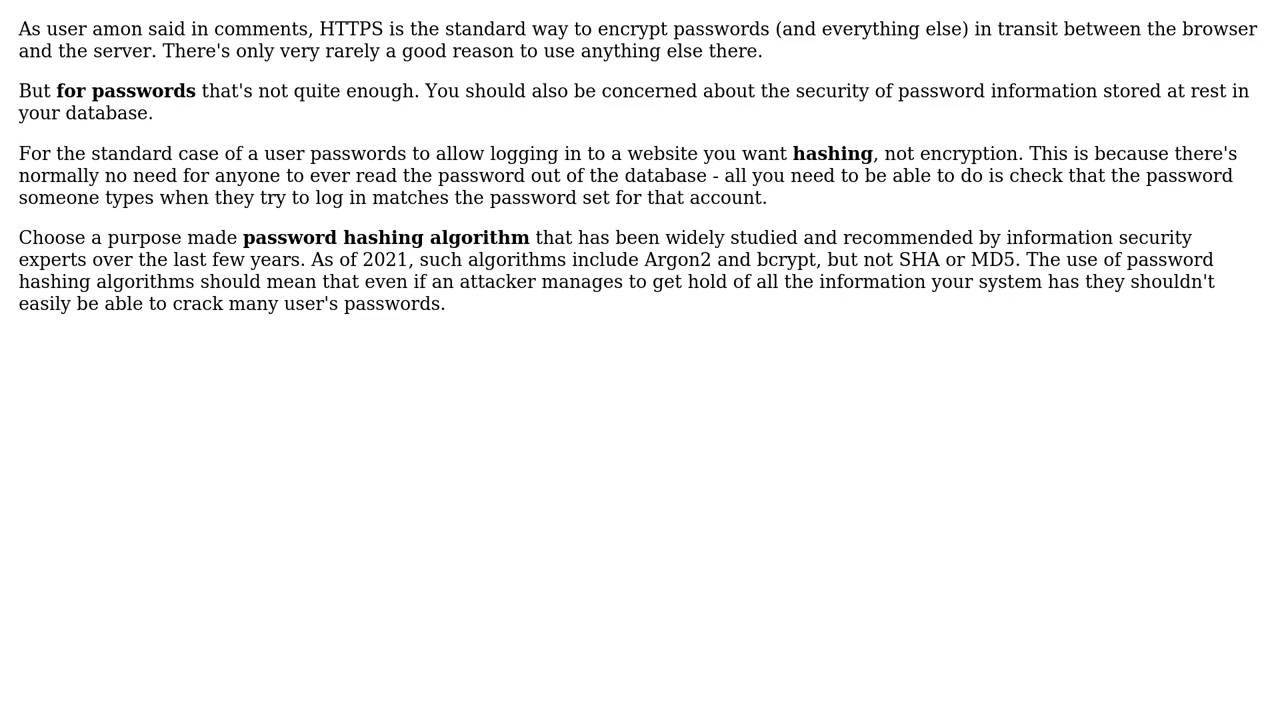 As user amon said in comments, HTTPS is the standard way to encrypt passwords (and everything else) in transit between the browser
and the server. There's only very rarely a good reason to use anything else there.
But for passwords that's not quite enough. You should also be concerned about the security of password information stored at rest in
your database.
For the standard case of a user passwords to allow logging in to a website you want hashing, not encryption. This is because there's
normally no need for anyone to ever read the password out of the database - all you need to be able to do is check that the password
someone types when they try to log in matches the password set for that account.
Choose a purpose made password hashing algorithm that has been widely studied and recommended by information security
experts over the last few years. As of 2021, such algorithms include Argon2 and bcrypt, but not SHA or MD5. The use of password
hashing algorithms should mean that even if an attacker manages to get hold of all the information your system has they shouldn't
easily be able to crack many user's passwords.